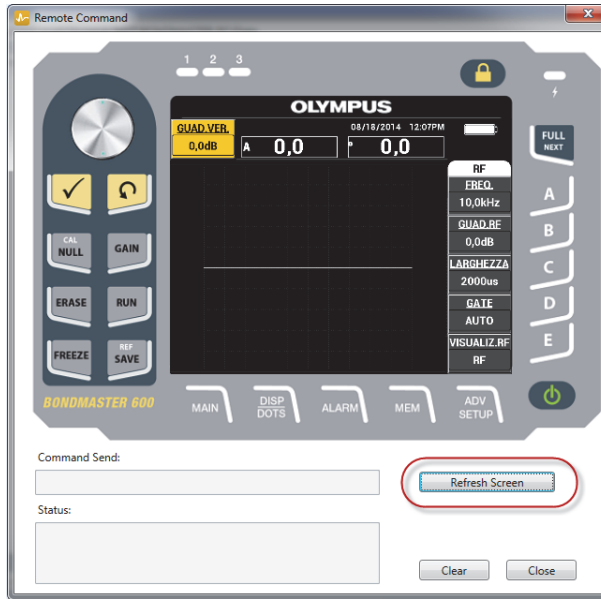 Remote Command
1 2 3
OLYMPUS
GUAD.VER.
0,0dB
08/18/2014 12:07PM
A 0,0
P 0,0
RF
FREQ.
10,0kHz
GUAD.RF
0,0dB
LARGHEZZA
2000us
GATE
AUTO
VISUALIZ.RF
RF
FULL
NEXT
A
B
C
D
E
CAL
NULL
GAIN
ERASE
RUN
FREEZE
REF
SAVE
BONDMASTER 600
MAIN
DISP
DOTS
ALARM
MEM
ADV
SETUP
Command Send:
Refresh Screen
Status:
Clear
Close